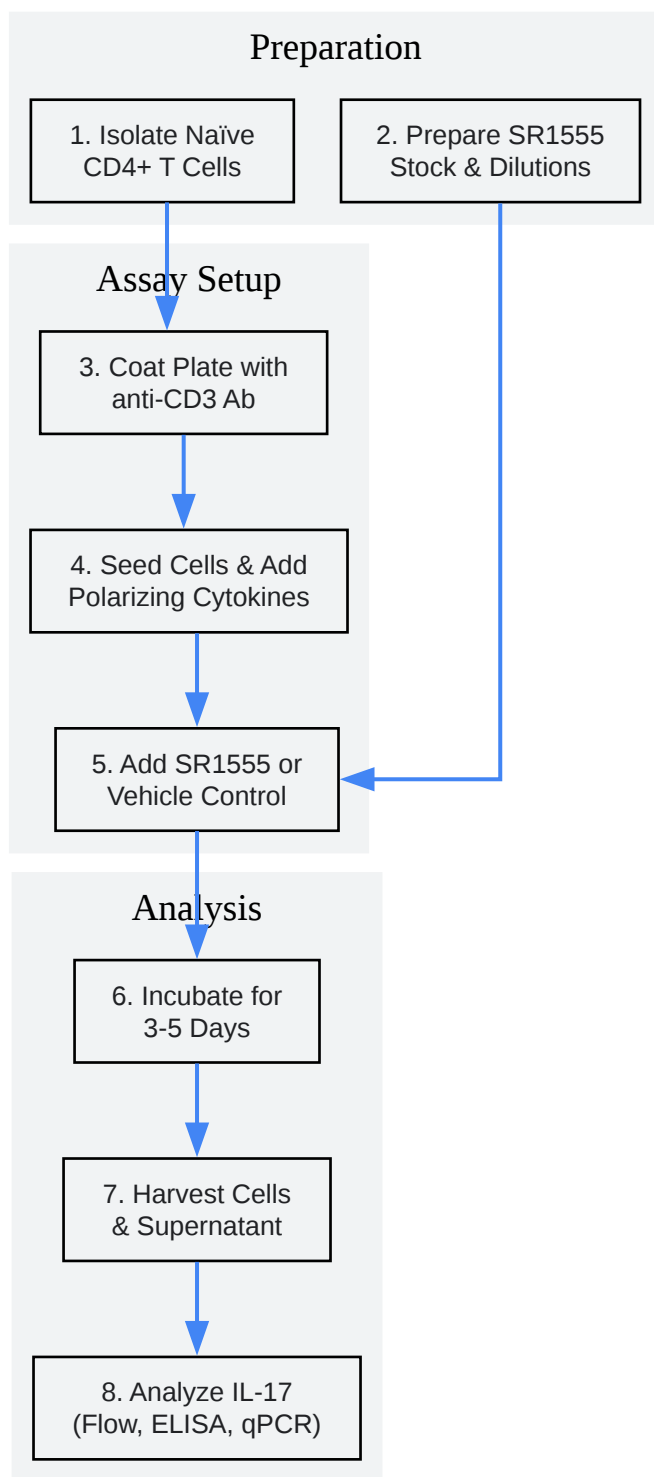 Preparation
1. Isolate Naïve
CD4+ T Cells
2. Prepare SR1555
Stock & Dilutions
Assay Setup
3. Coat Plate with
anti-CD3 Ab
4. Seed Cells & Add
Polarizing Cytokines
5. Add SR1555 or
Vehicle Control
Analysis
6. Incubate for
3-5 Days
7. Harvest Cells
& Supernatant
8. Analyze IL-17
(Flow, ELISA, qPCR)